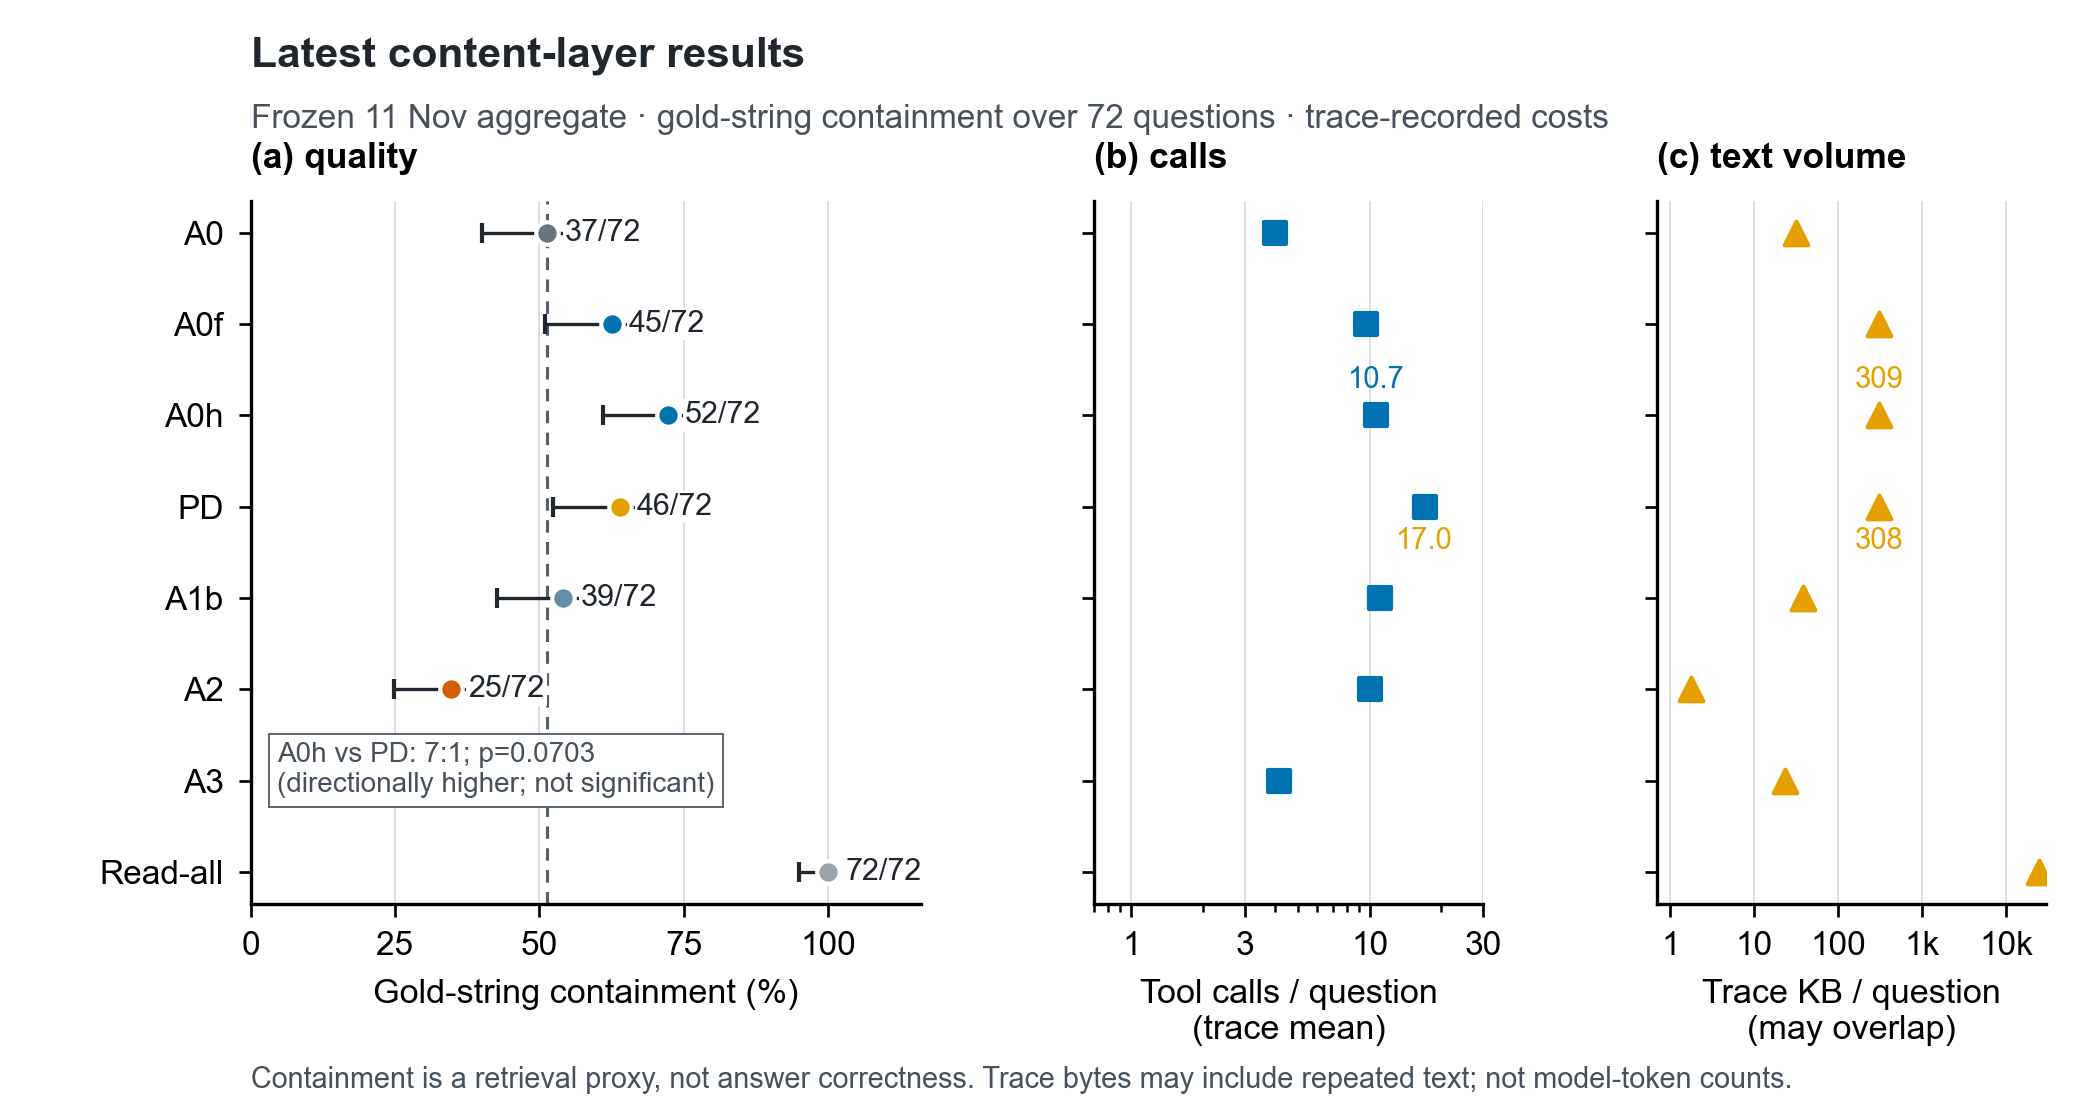 Latest content-layer results
Frozen 11 Nov aggregate · gold-string containment over 72 questions · trace-recorded costs
(a) quality
A0
A0f
A0h
PD
A1b
A2
A3
Read-all
37/72
45/72
52/72
46/72
39/72
25/72
A0h vs PD: 7:1; p=0.0703
(directionally higher; not significant)
72/72
0 25 50 75 100
Gold-string containment (%)
(b) calls
10.7
17.0
1 3 10 30
Tool calls / question
(trace mean)
(c) text volume
309
308
1 10 100 1k 10k
Trace KB / question
(may overlap)
Containment is a retrieval proxy, not answer correctness. Trace bytes may include repeated text; not model-token counts.